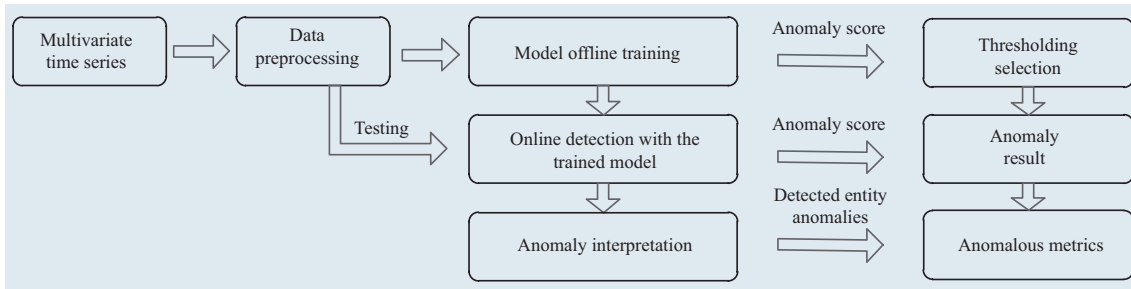 Multivariate
time series
Data
preprocessing
Model offline training
Anomaly score
Thresholding
selection
Testing
Online detection with the
trained model
Anomaly score
Anomaly
result
Anomaly interpretation
Detected entity
anomalies
Anomalous metrics